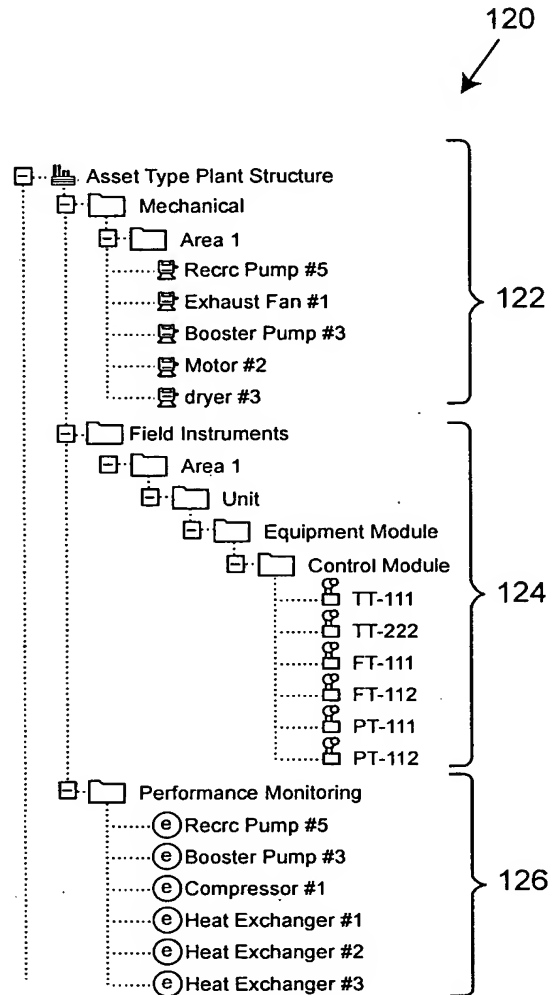 120
Asset Type Plant Structure
Mechanical
Area 1
Recrc Pump #5
Exhaust Fan #1
Booster Pump #3
Motor #2
dryer #3
122
Field Instruments
Area 1
Unit
Equipment Module
Control Module
TT-111
TT-222
FT-111
FT-112
PT-111
PT-112
124
Performance Monitoring
e Recrc Pump #5
e Booster Pump #3
e Compressor #1
e Heat Exchanger #1
e Heat Exchanger #2
e Heat Exchanger #3
126